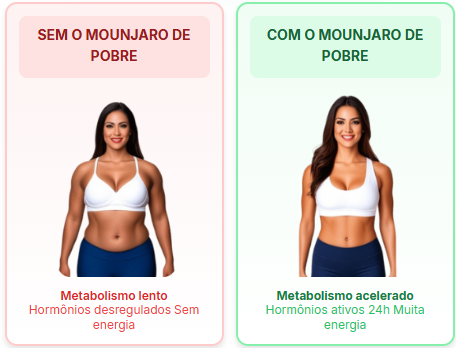 SEM O MOUNJARO DE
POBRE
Metabolismo lento
Hormônios desregulados Sem
energia
COM O MOUNJARO DE
POBRE
Metabolismo acelerado
Hormônios ativos 24h Muita
energia